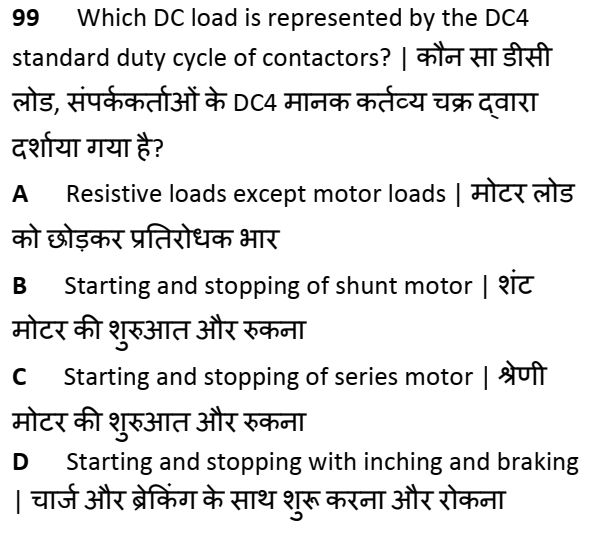 99 Which DC load is represented by the DC4
standard duty cycle of contactors? | कौन सा डीसी
लोड, संपर्ककर्ताओं के DC4 मानक कर्तव्य चक्र द्वारा
दर्शाया गया है?
A Resistive loads except motor loads | मोटर लोड
को छोड़कर प्रतिरोधक भार
B Starting and stopping of shunt motor | शंट
मोटर की शुरुआत और रुकना
C Starting and stopping of series motor | श्रेणी
मोटर की शुरुआत और रुकना
D Starting and stopping with inching and braking
| चार्ज और ब्रेकिंग के साथ शुरू करना और रोकना